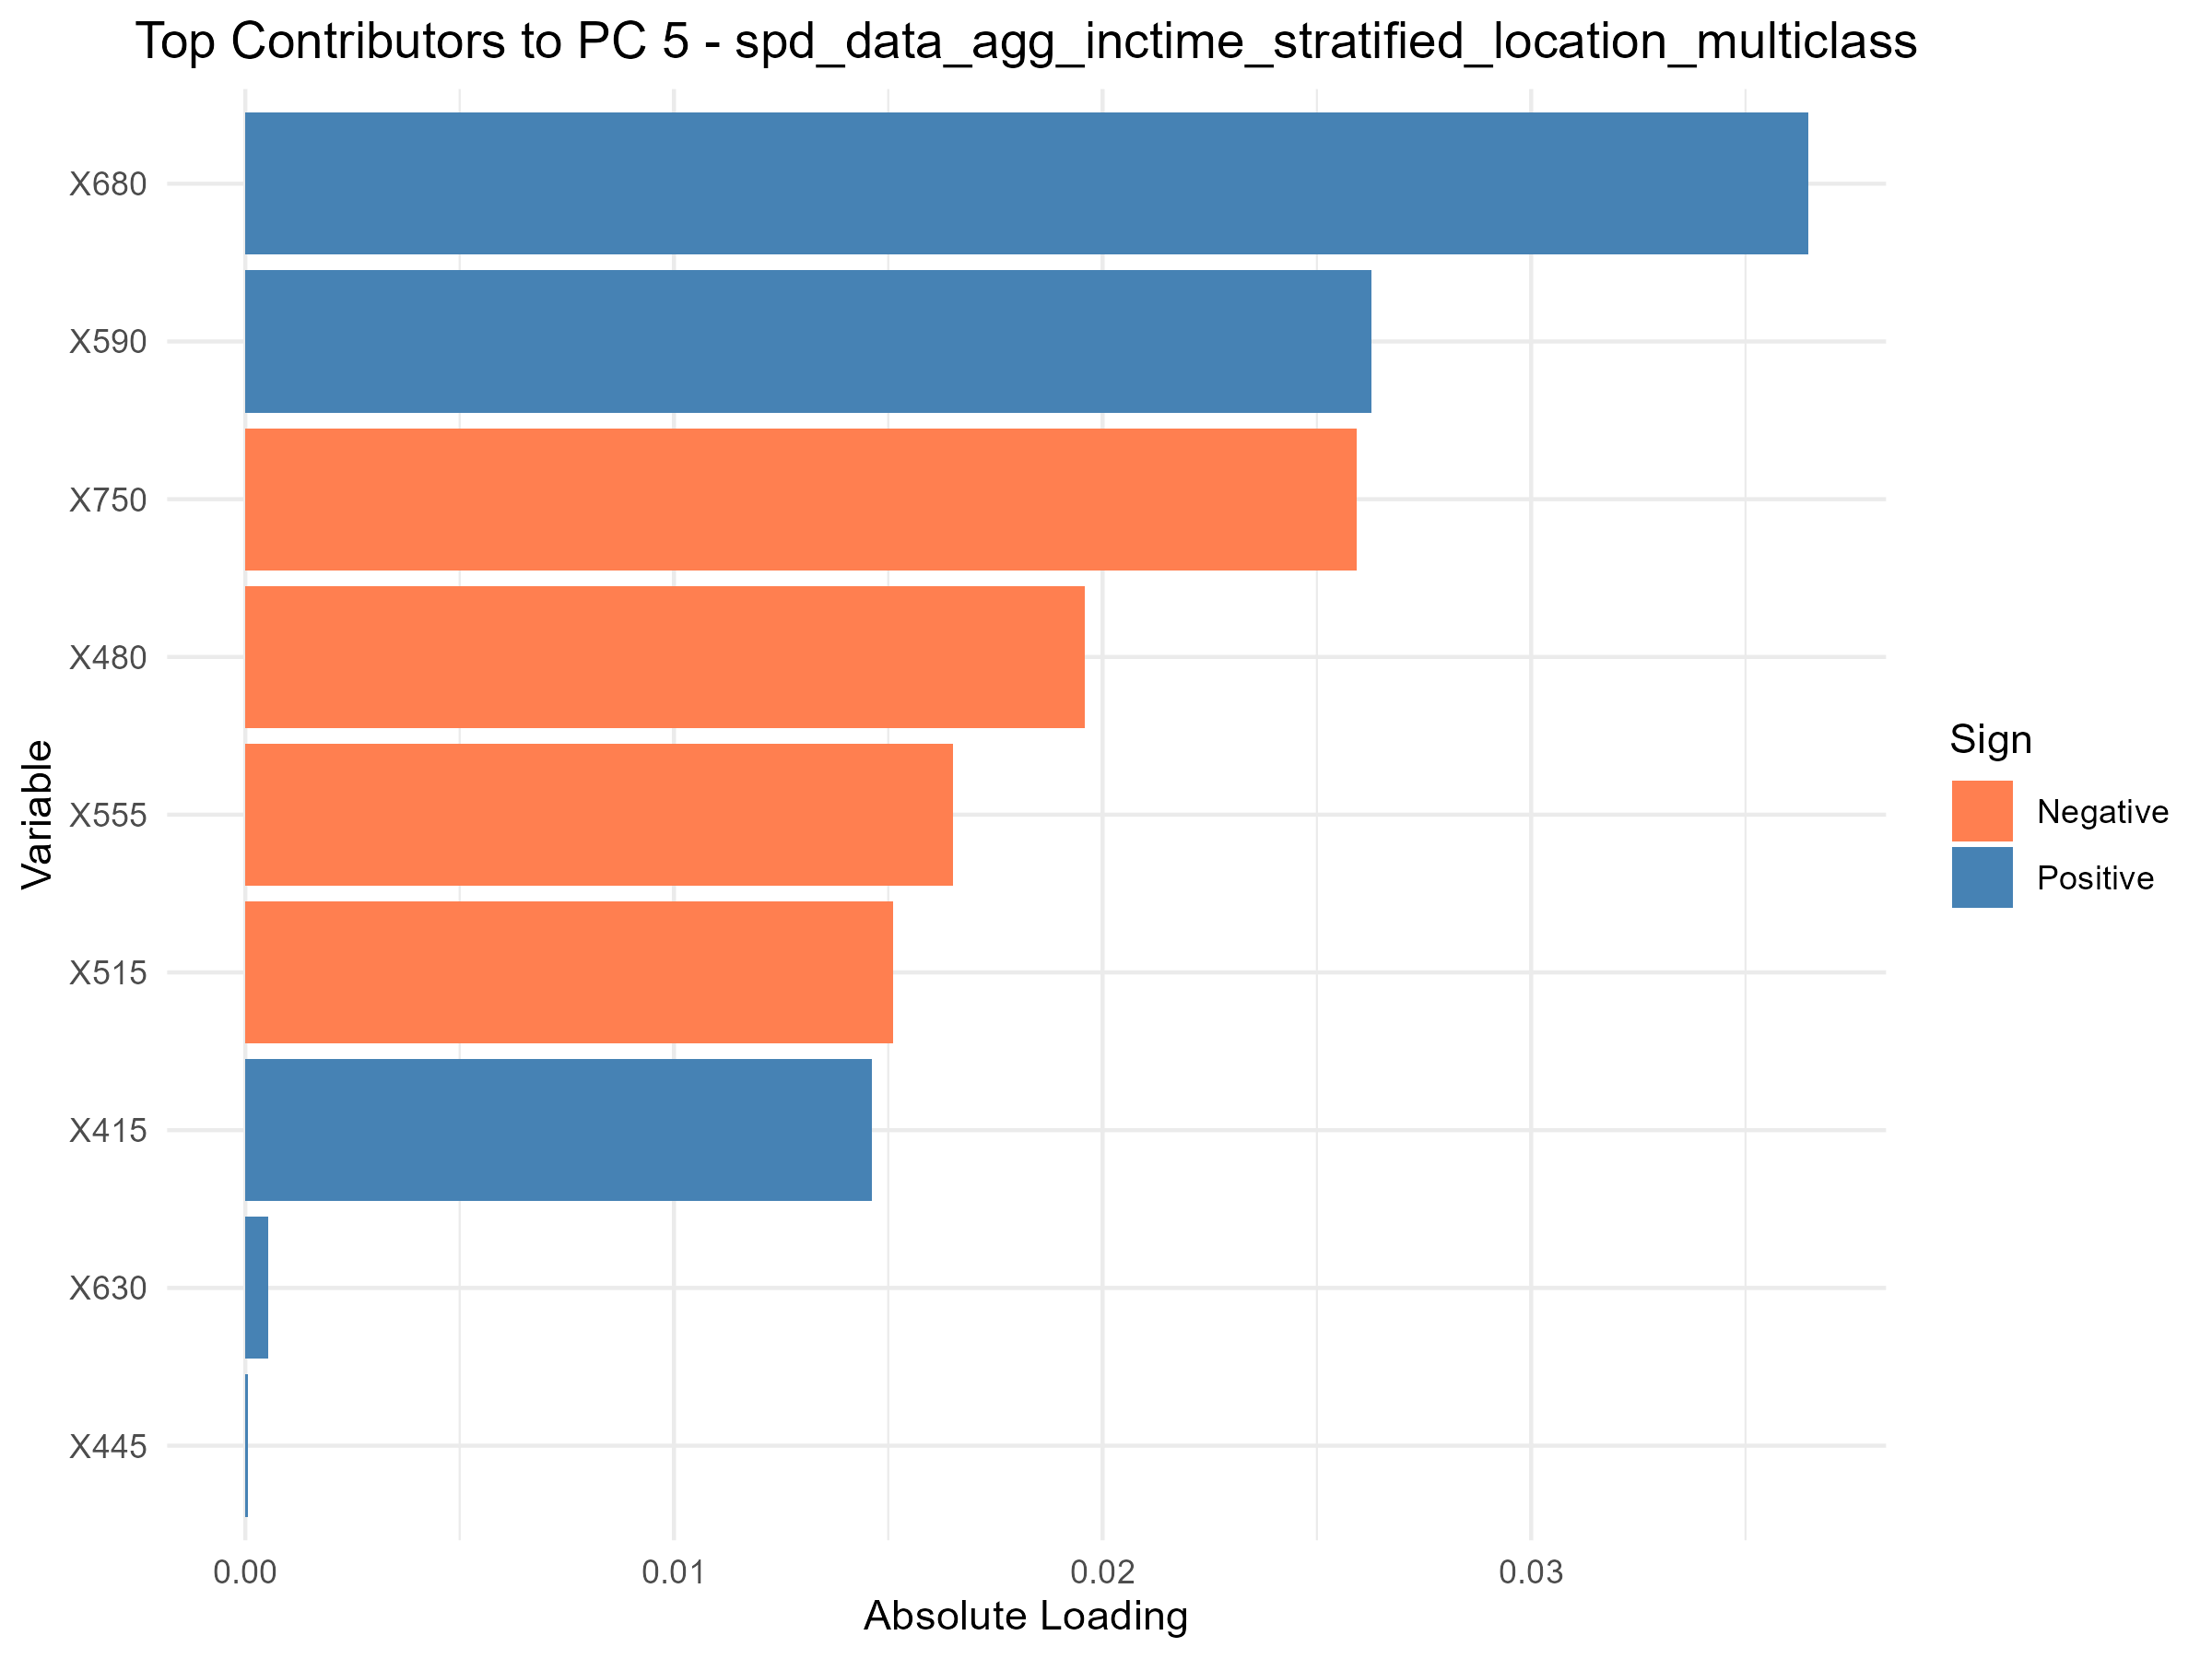 Top Contributors to PC 5 - spd_data_agg_inctime_stratified_location_multiclass
Variable
X680
X590
X750
X480
X555
X515
X415
X630
X445
0.00 0.01 0.02 0.03
Absolute Loading
Sign
Negative
Positive